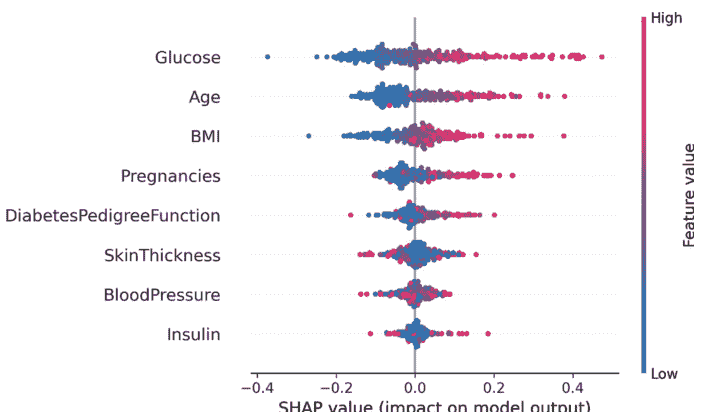 High
Glucose
Age
BMI
Pregnancies
DiabetesPedigreeFunction
SkinThickness
BloodPressure
Insulin
Feature value
Low
−0.4 −0.2 0.0 0.2 0.4
SHAP value (impact on model output)